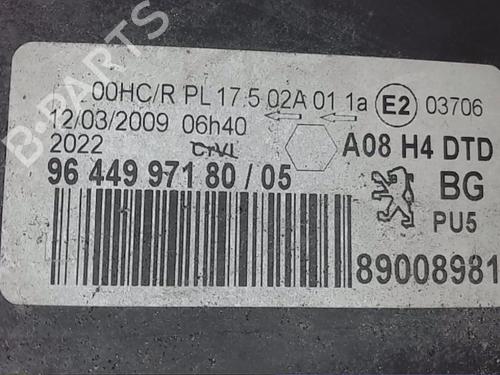 00HC/R PL 17.5 02A 01 1a E2 03706
12/03/2009 06h40
2022 CTVL A08 H4 DTD
96 449 971 80 / 05 BG
PU5
89008981
B-PARTS